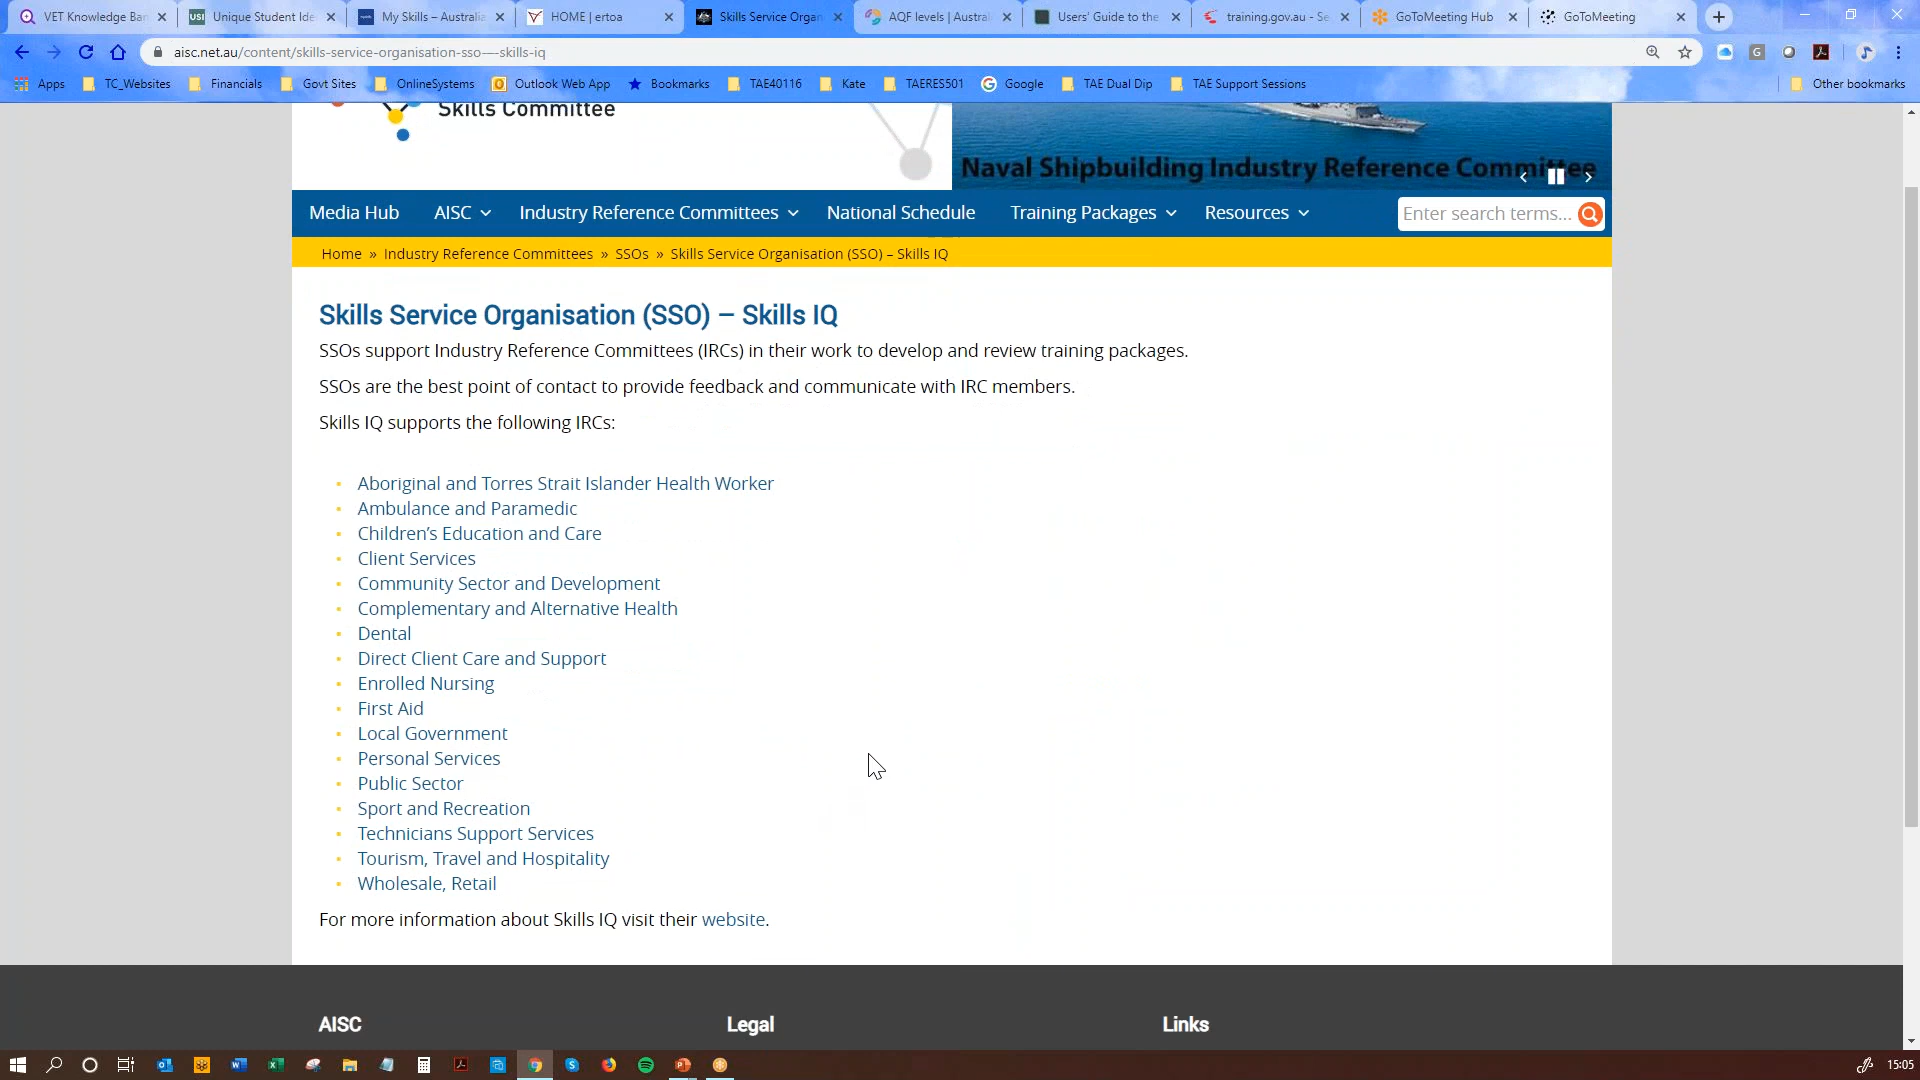 VET Knowledge Ban
Unique Student Ide
My Skills – Australia
HOME | ertoa
Skills Service Organ
AQF levels | Austral
Users' Guide to the
training.gov.au - Se
GoToMeeting Hub
GoToMeeting
aisc.net.au/content/skills-service-organisation-sso-–-skills-iq
Apps
TC_Websites
Financials
Govt Sites
OnlineSystems
Outlook Web App
Bookmarks
TAE40116
Kate
TAERES501
Google
TAE Dual Dip
TAE Support Sessions
Other bookmarks
Skills Committee
Naval Shipbuilding Industry Reference Committee
Media Hub
AISC
Industry Reference Committees
National Schedule
Training Packages
Resources
Enter search terms...
Home » Industry Reference Committees » SSOs » Skills Service Organisation (SSO) – Skills IQ
Skills Service Organisation (SSO) – Skills IQ
SSOs support Industry Reference Committees (IRCs) in their work to develop and review training packages.
SSOs are the best point of contact to provide feedback and communicate with IRC members.
Skills IQ supports the following IRCs:
Aboriginal and Torres Strait Islander Health Worker
Ambulance and Paramedic
Children's Education and Care
Client Services
Community Sector and Development
Complementary and Alternative Health
Dental
Direct Client Care and Support
Enrolled Nursing
First Aid
Local Government
Personal Services
Public Sector
Sport and Recreation
Technicians Support Services
Tourism, Travel and Hospitality
Wholesale, Retail
For more information about Skills IQ visit their website.
AISC
Legal
Links
15:05